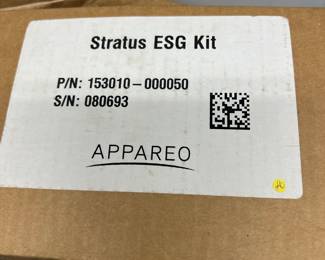 Stratus ESG Kit
P/N: 153010-000050
S/N: 080693
APPAREO